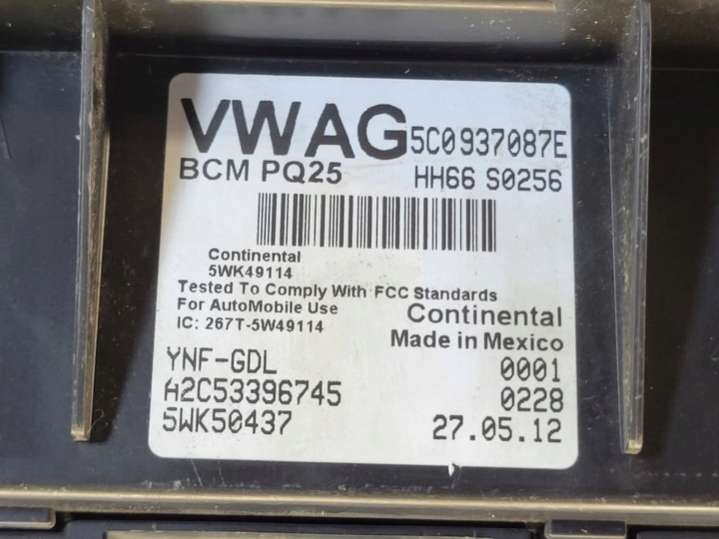 VWAG 5C0937087E
BCM PQ25 HH66 S0256
Continental
5WK49114
Tested To Comply With FCC Standards
For AutoMobile Use
IC: 267T-5W49114
Continental
Made in Mexico
YNF-GDL 0001
A2C53396745 0228
5WK50437 27.05.12